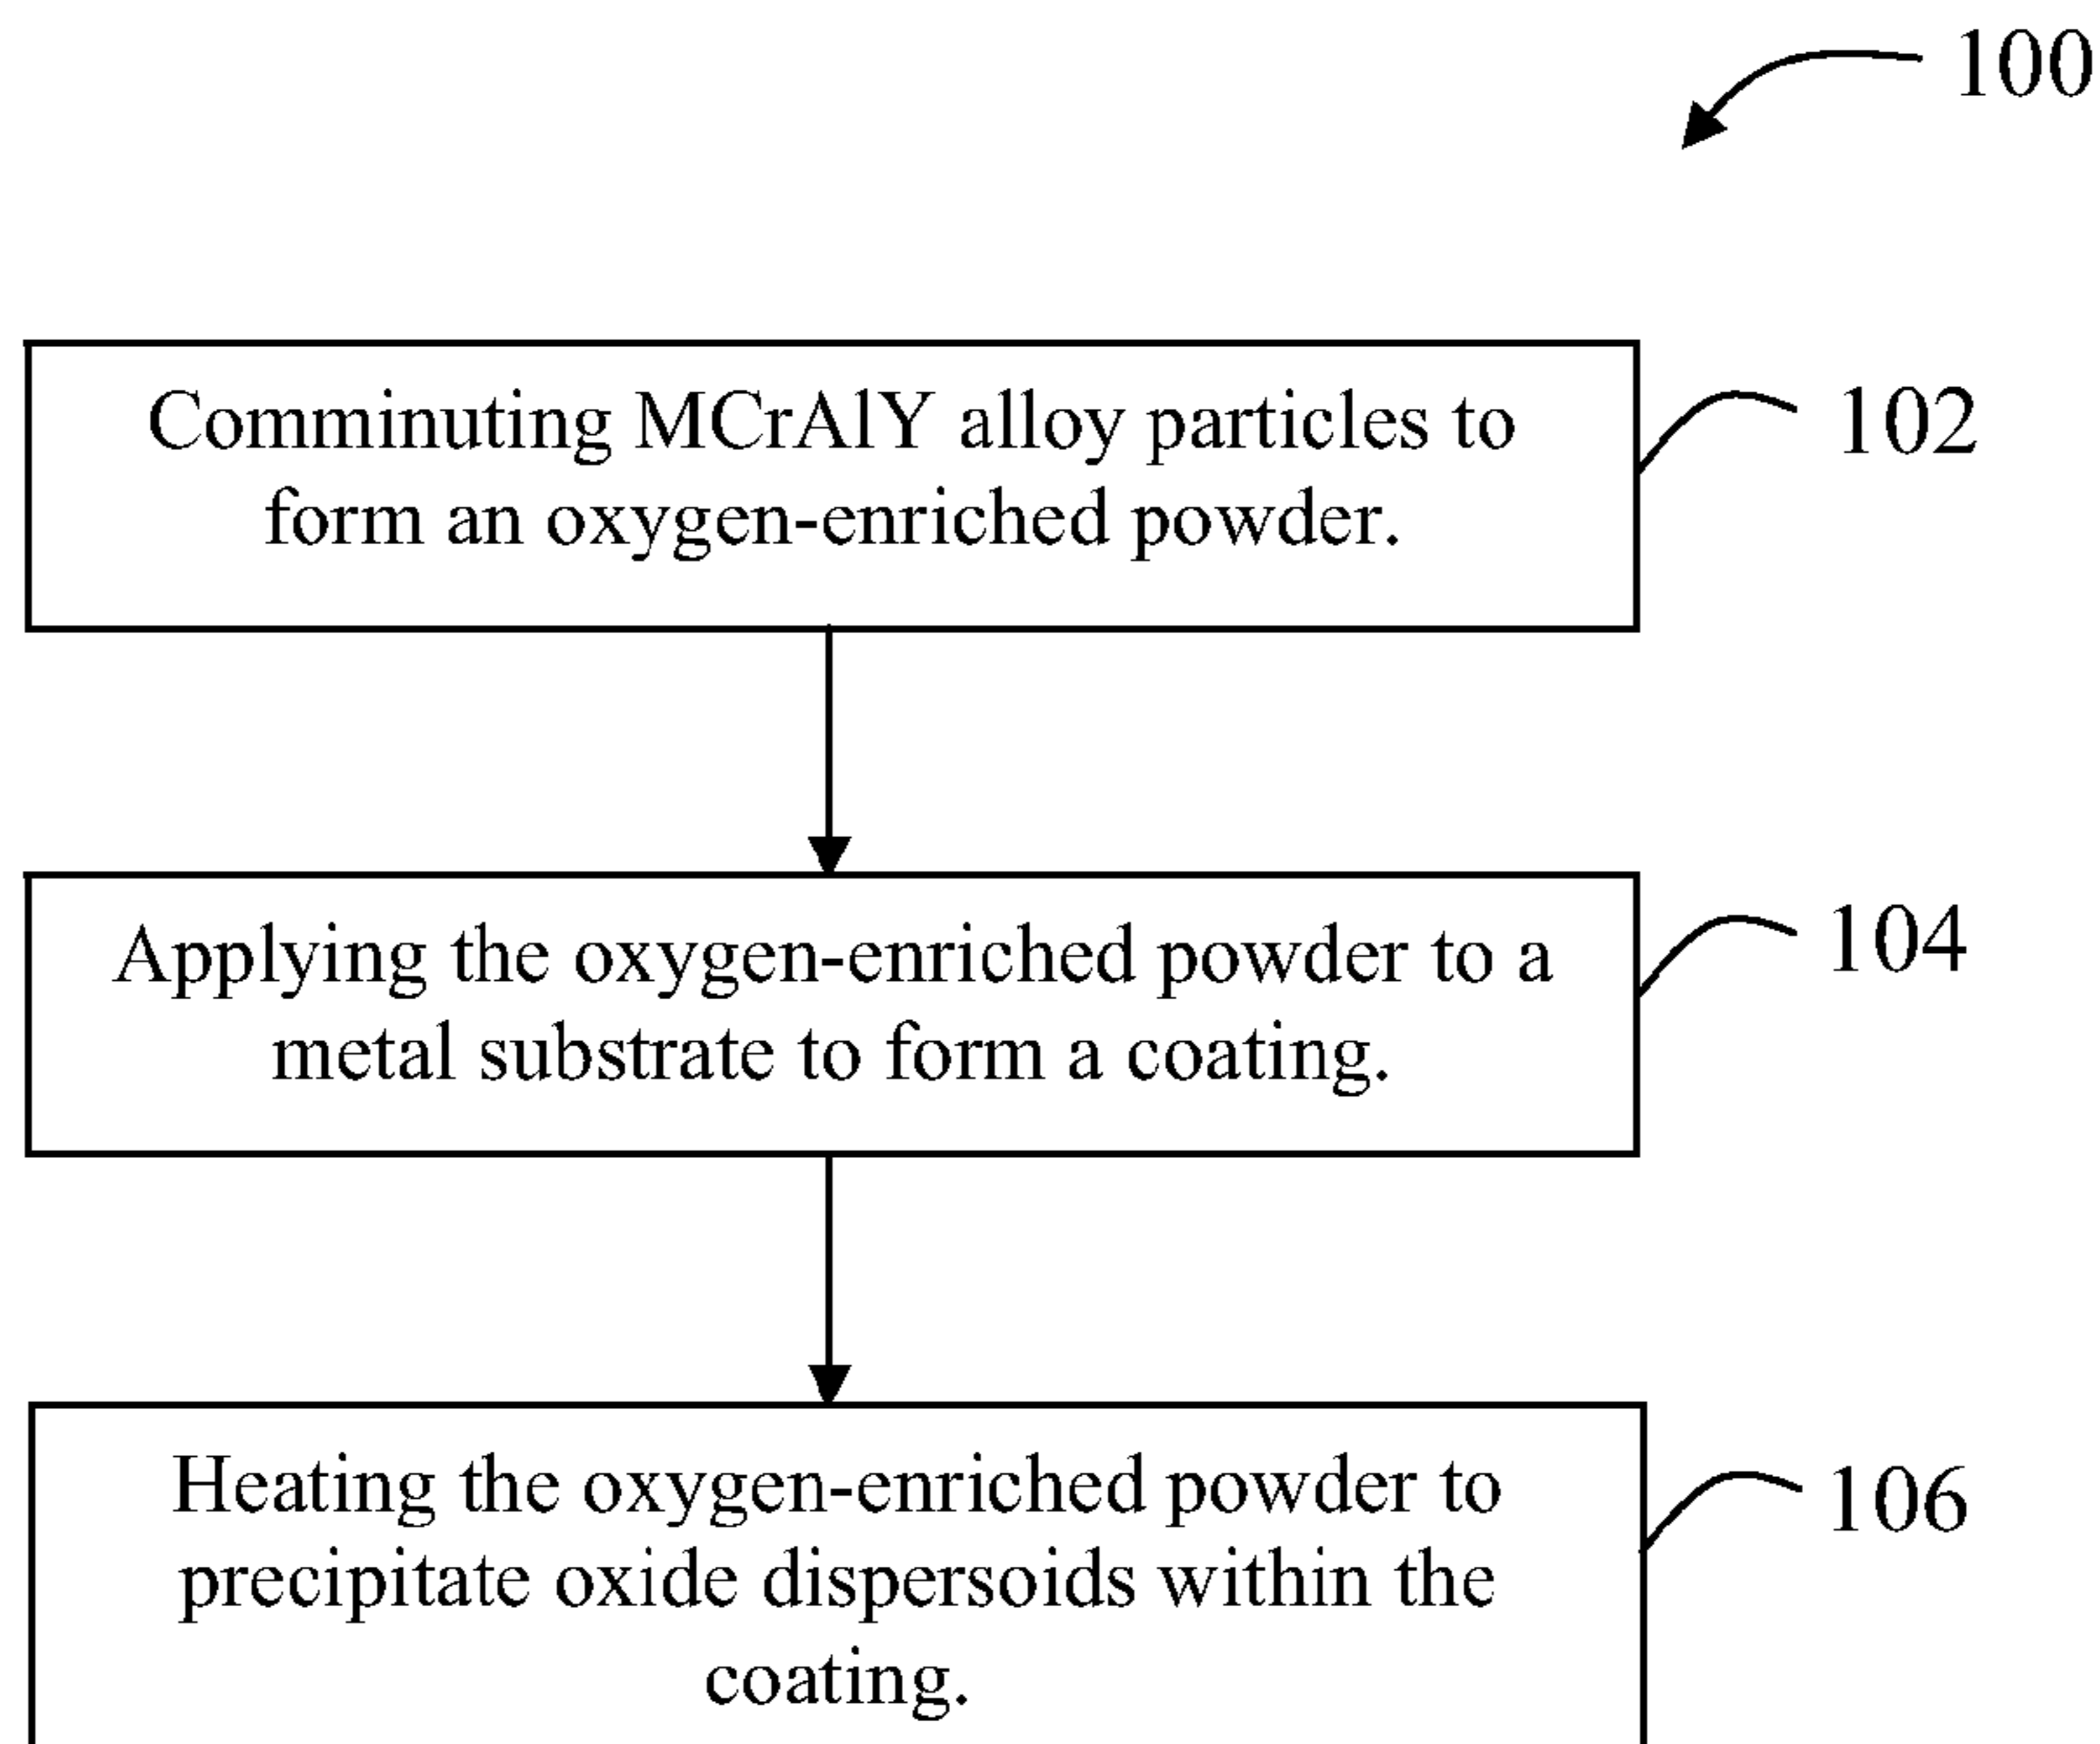 100
Comminuting MCrAlY alloy particles to
form an oxygen-enriched powder.
102
Applying the oxygen-enriched powder to a
metal substrate to form a coating.
104
Heating the oxygen-enriched powder to
precipitate oxide dispersoids within the
coating.
106